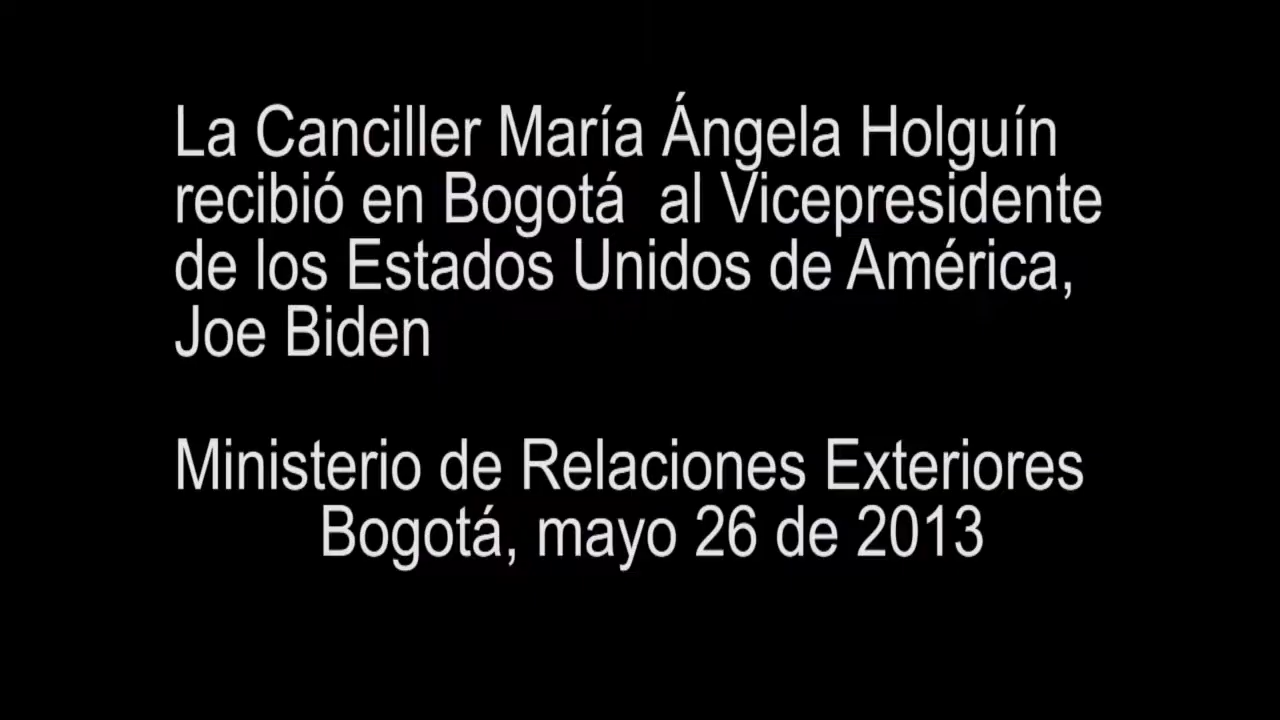 La Canciller María Ángela Holguín
recibió en Bogotá  al Vicepresidente
de los Estados Unidos de América,
Joe Biden
Ministerio de Relaciones Exteriores
Bogotá, mayo 26 de 2013